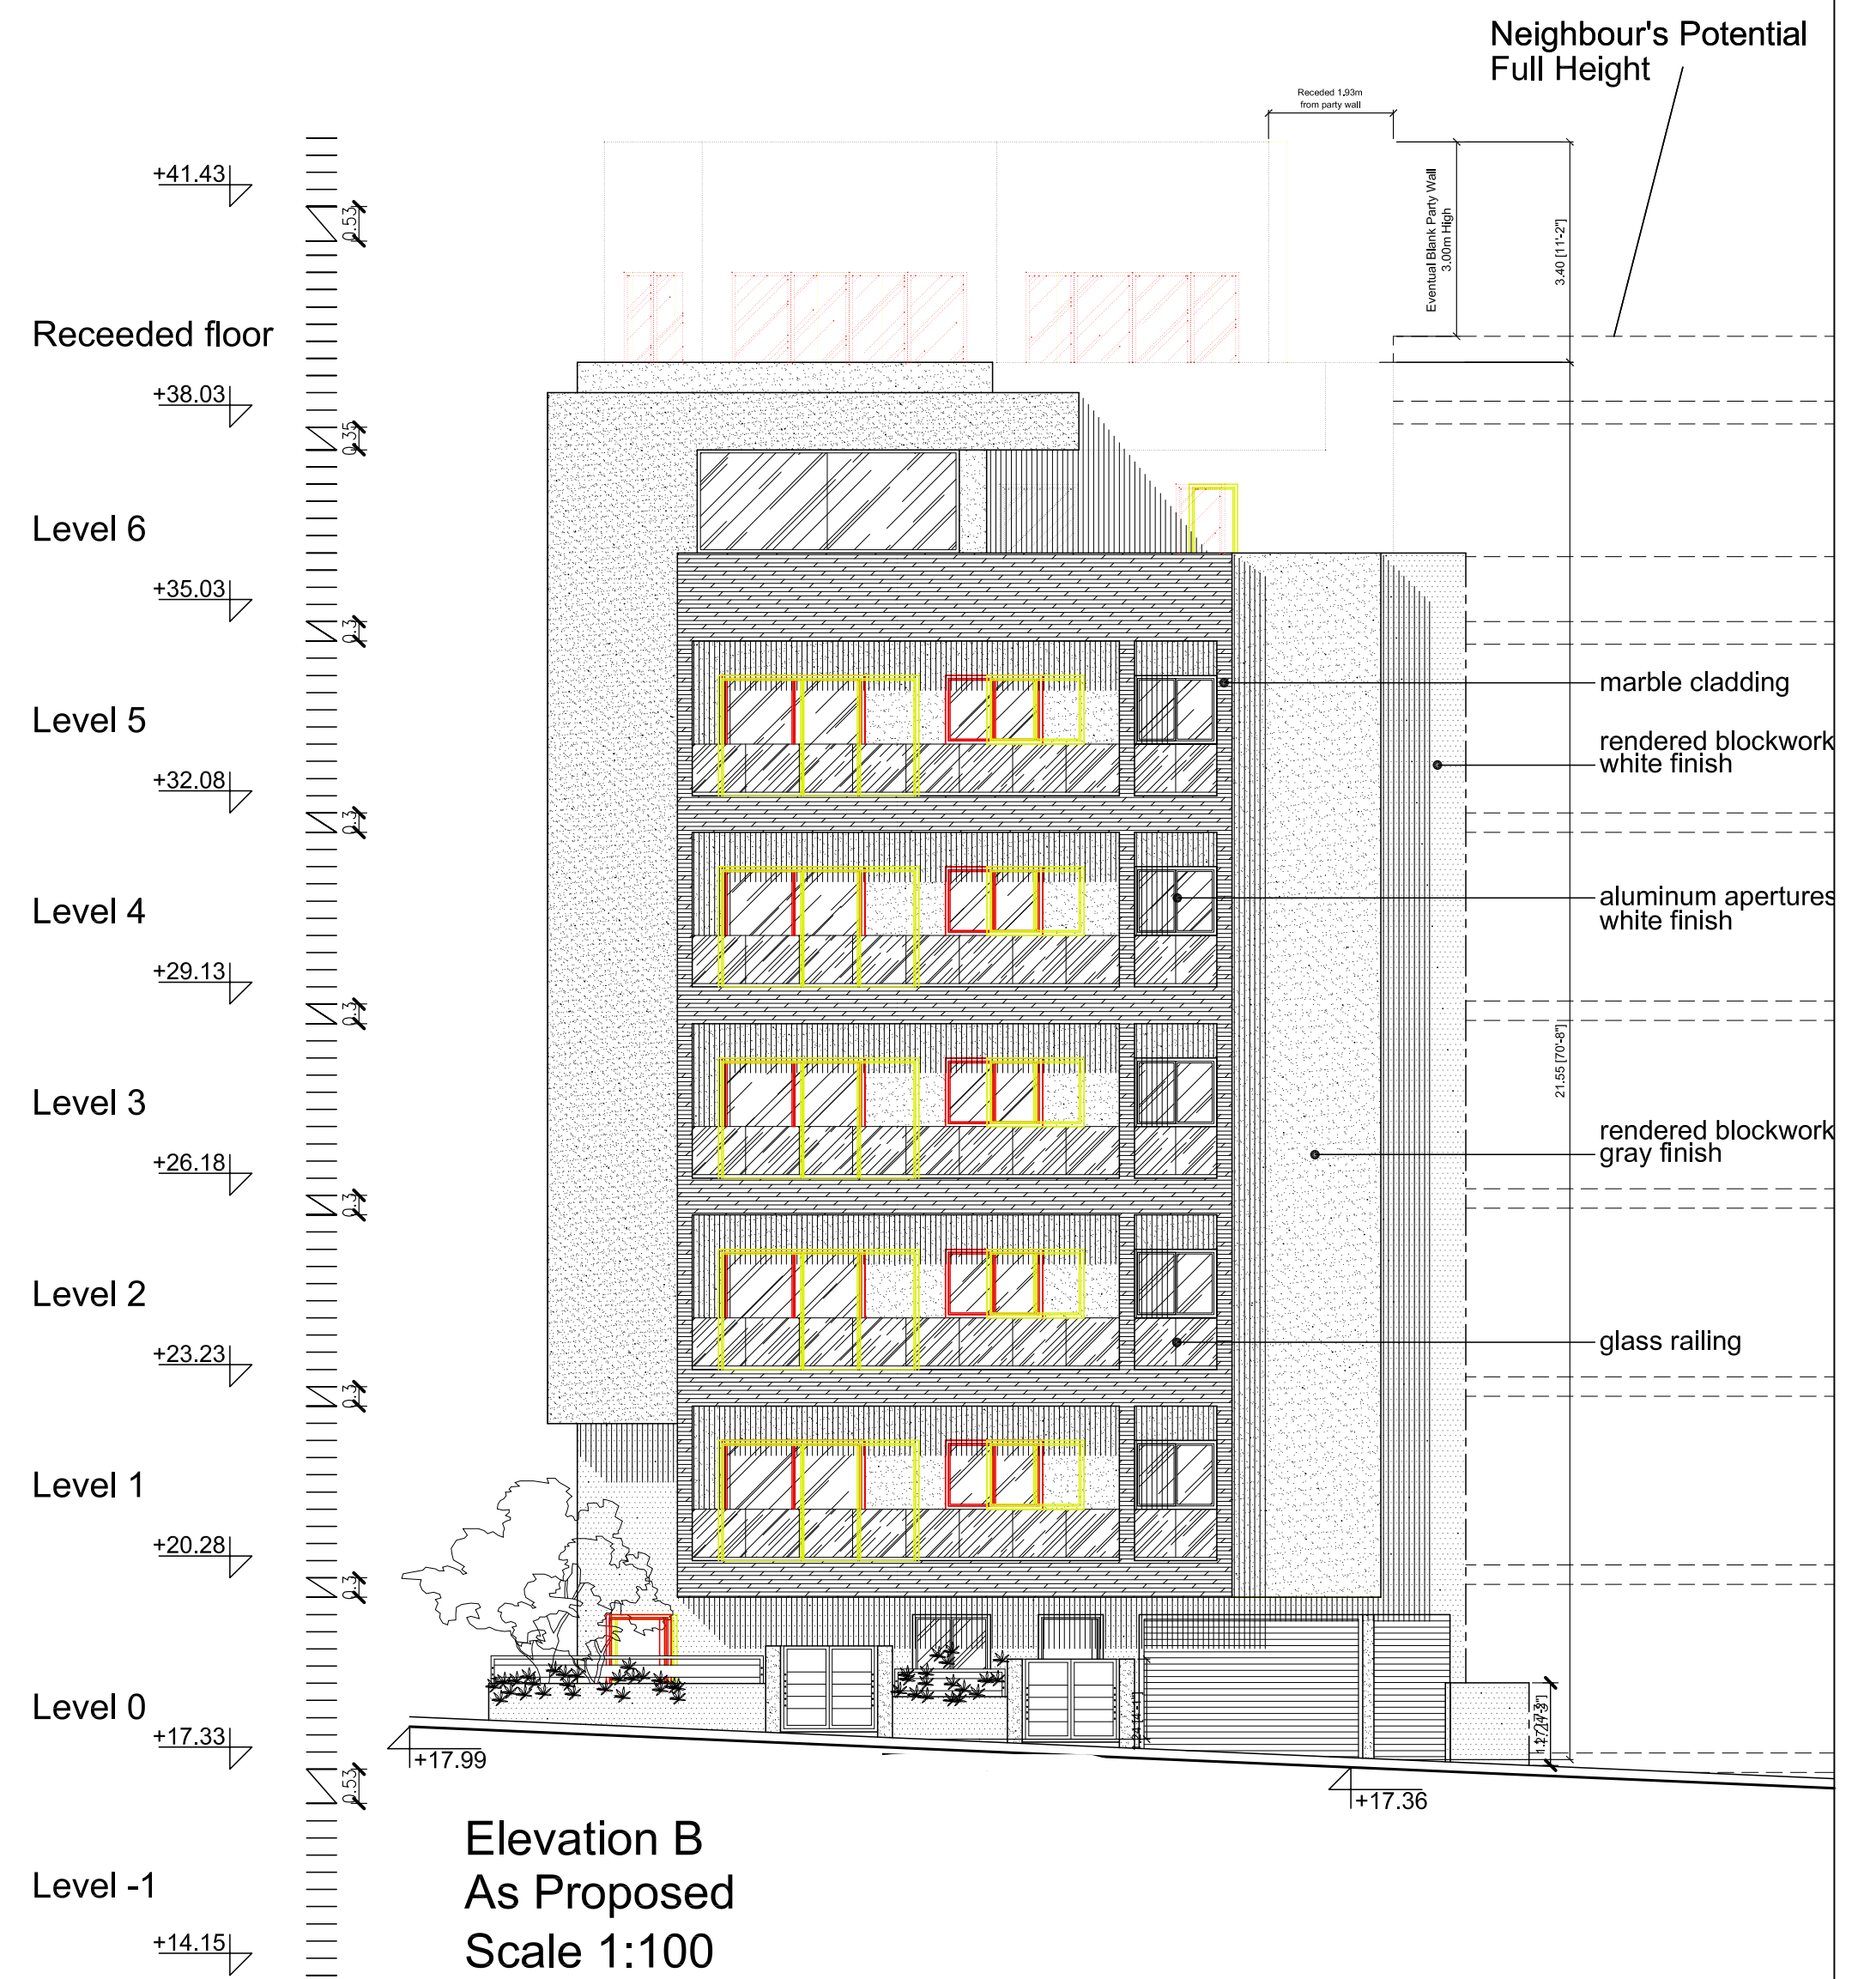 Neighbour's Potential
Full Height
Receded 1.93m
from party wall
+41.43
0.53
Eventual Blank Party Wall
3.00m High
3.40 [11'-2"]
Receeded floor
+38.03
0.35
Level 6
+35.03
0.3
Level 5
marble cladding
rendered blockwork
white finish
+32.08
0.3
Level 4
aluminum apertures
white finish
+29.13
0.3
21.55 [70'-8"]
Level 3
rendered blockwork
gray finish
+26.18
0.3
Level 2
glass railing
+23.23
0.3
Level 1
+20.28
0.3
Level 0
+17.33
+17.99
0.53
+17.36
Elevation B
As Proposed
Scale 1:100
Level -1
+14.15